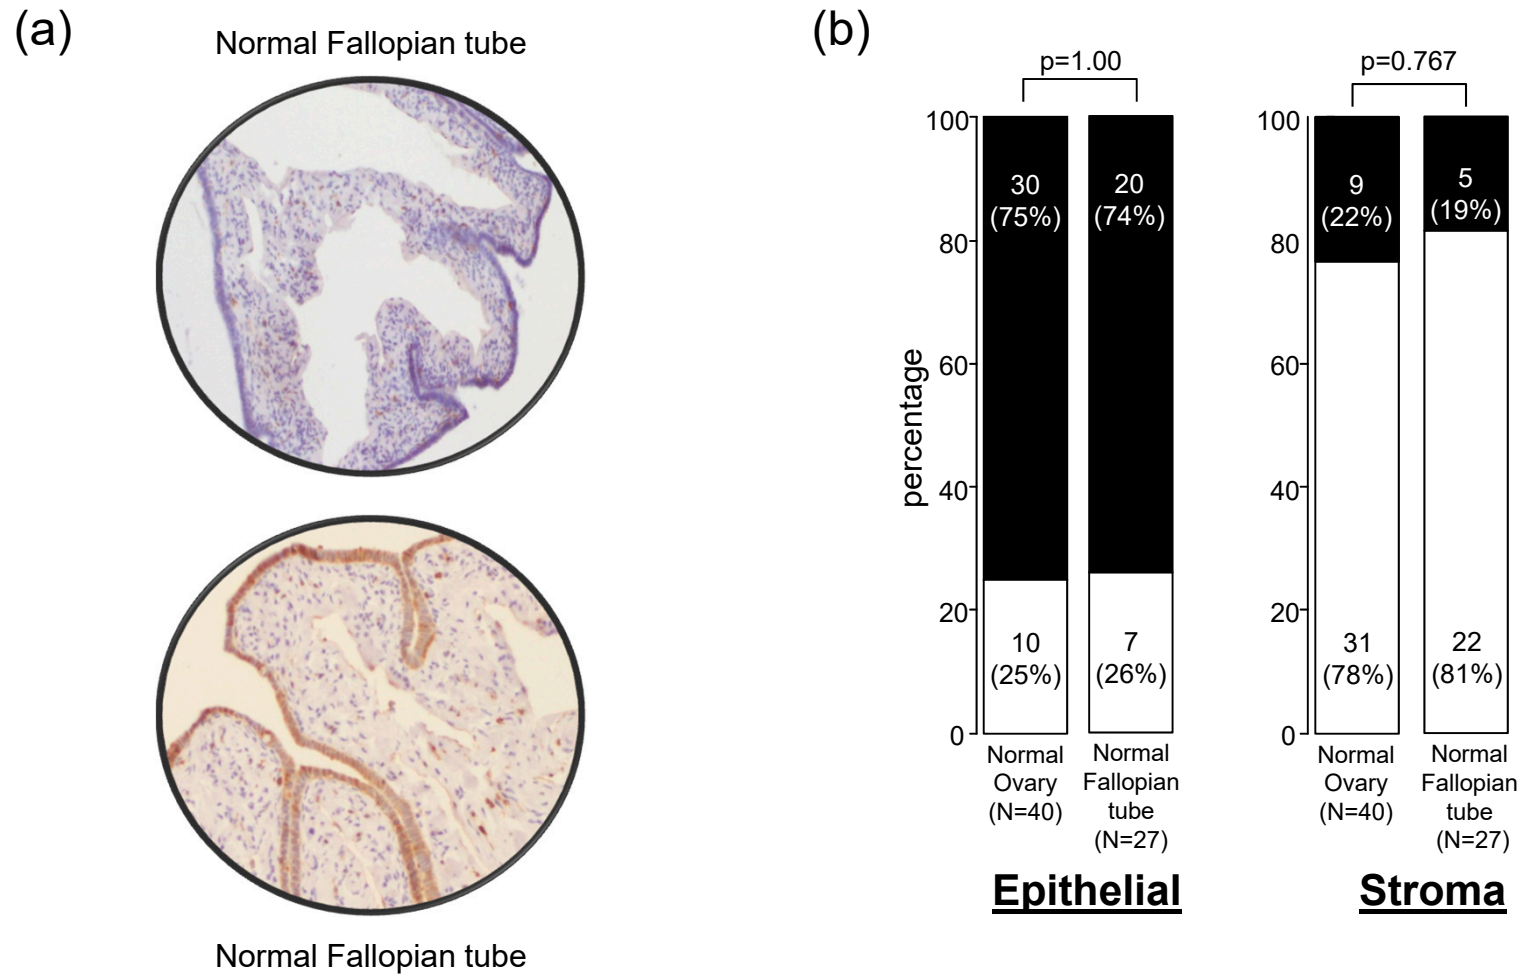 (a)
Normal Fallopian tube
Normal Fallopian tube
(b)
p=1.00
percentage
100
80
60
40
20
0
30
(75%)
20
(74%)
10
(25%)
7
(26%)
Normal
Ovary
(N=40)
Normal
Fallopian
tube
(N=27)
Epithelial
p=0.767
100
80
60
40
20
0
9
(22%)
5
(19%)
31
(78%)
22
(81%)
Normal
Ovary
(N=40)
Normal
Fallopian
tube
(N=27)
Stroma